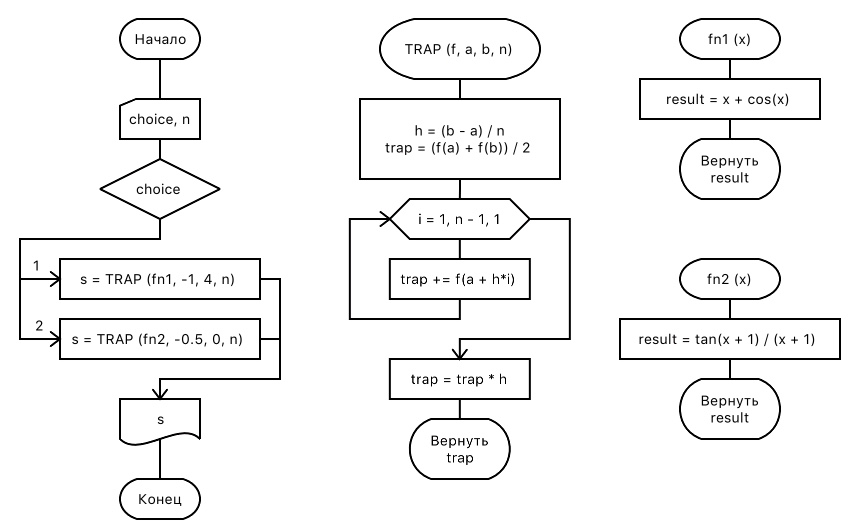 Начало
choice, n
choice
1
s = TRAP (fn1, -1, 4, n)
2
s = TRAP (fn2, -0.5, 0, n)
s
Конец
TRAP (f, a, b, n)
h = (b - a) / n
trap = (f(a) + f(b)) / 2
i = 1, n - 1, 1
trap += f(a + h*i)
trap = trap * h
Вернуть
trap
fn1 (x)
result = x + cos(x)
Вернуть
result
fn2 (x)
result = tan(x + 1) / (x + 1)
Вернуть
result